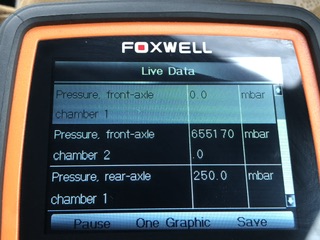 FOXWELL
Live Data
Pressure, front-axle 0.0 mbar
chamber 1
Pressure, front-axle 655170 mbar
chamber 2 .0
Pressure, rear-axle 250.0 mbar
chamber 1
Pause One Graphic Save